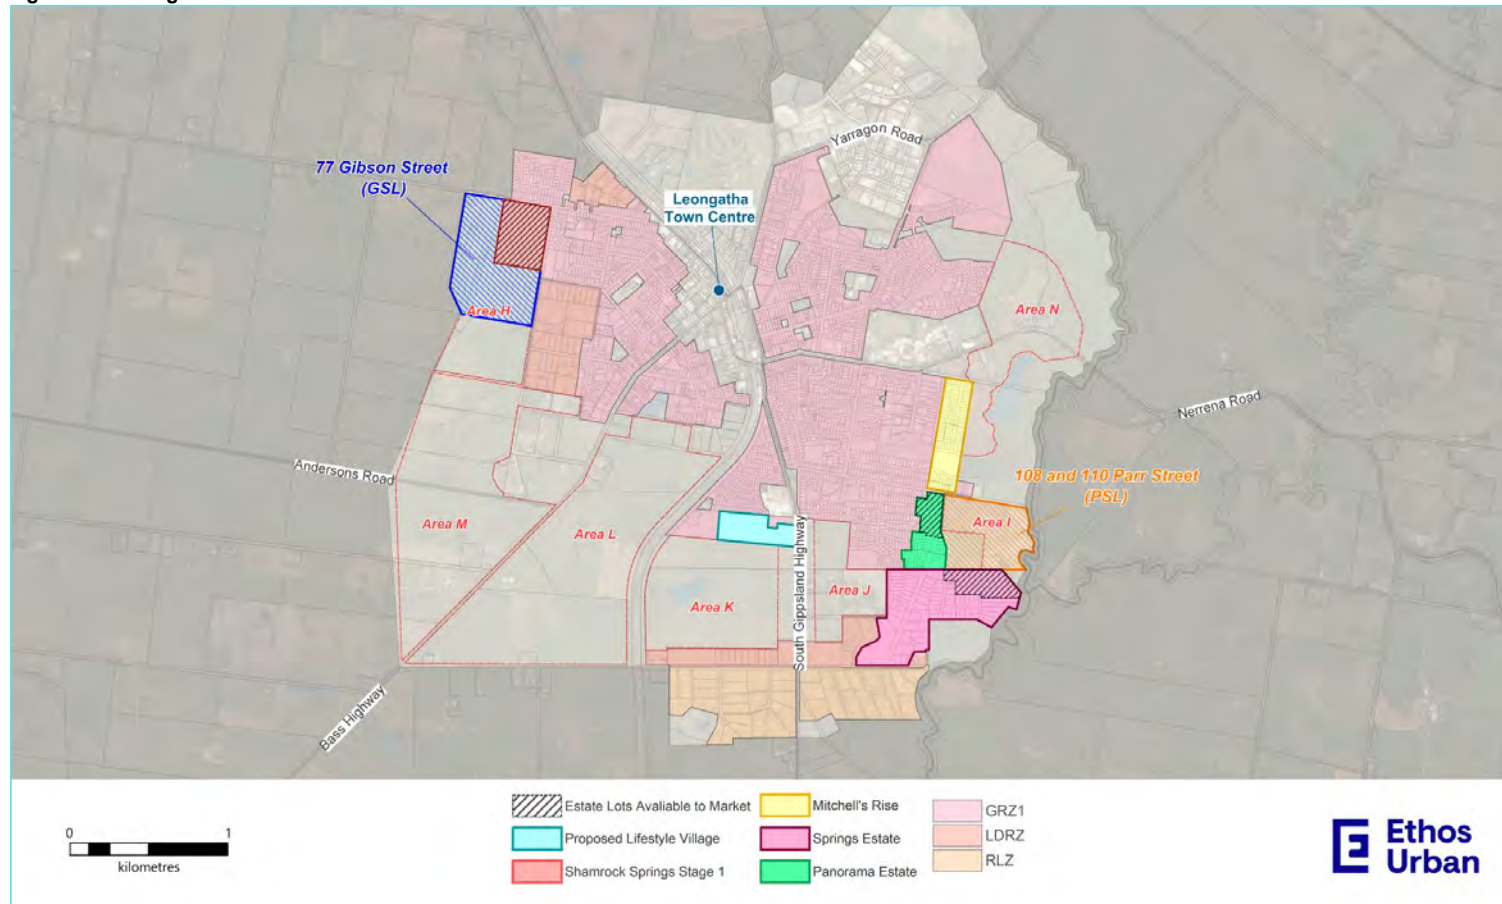 Yarragon Road
77 Gibson Street
(GSL)
Leongatha
Town Centre
Area H
Area N
Nerrena Road
108 and 110 Parr Street
(PSL)
Andersons Road
Area M
Area L
Area I
South Gippsland Highway
Area K
Area J
Bass Highway
0 1
kilometres
Estate Lots Avaliable to Market
Proposed Lifestyle Village
Shamrock Springs Stage 1
Mitchell's Rise
Springs Estate
Panorama Estate
GRZ1
LDRZ
RLZ
Ethos
Urban